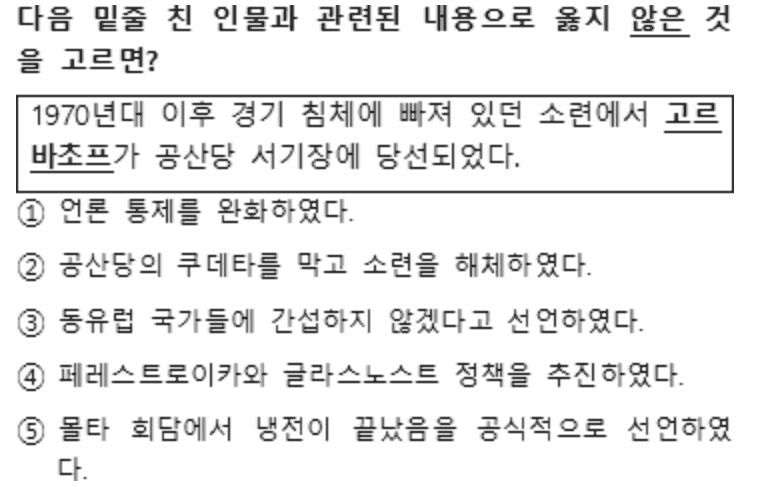 다음 밑줄 친 인물과 관련된 내용으로 옳지 않은 것
을 고르면?
1970년대 이후 경기 침체에 빠져 있던 소련에서 고르
바초프가 공산당 서기장에 당선되었다.
① 언론 통제를 완화하였다.
② 공산당의 쿠데타를 막고 소련을 해체하였다.
③ 동유럽 국가들에 간섭하지 않겠다고 선언하였다.
④ 페레스트로이카와 글라스노스트 정책을 추진하였다.
⑤ 몰타 회담에서 냉전이 끝났음을 공식적으로 선언하였
다.